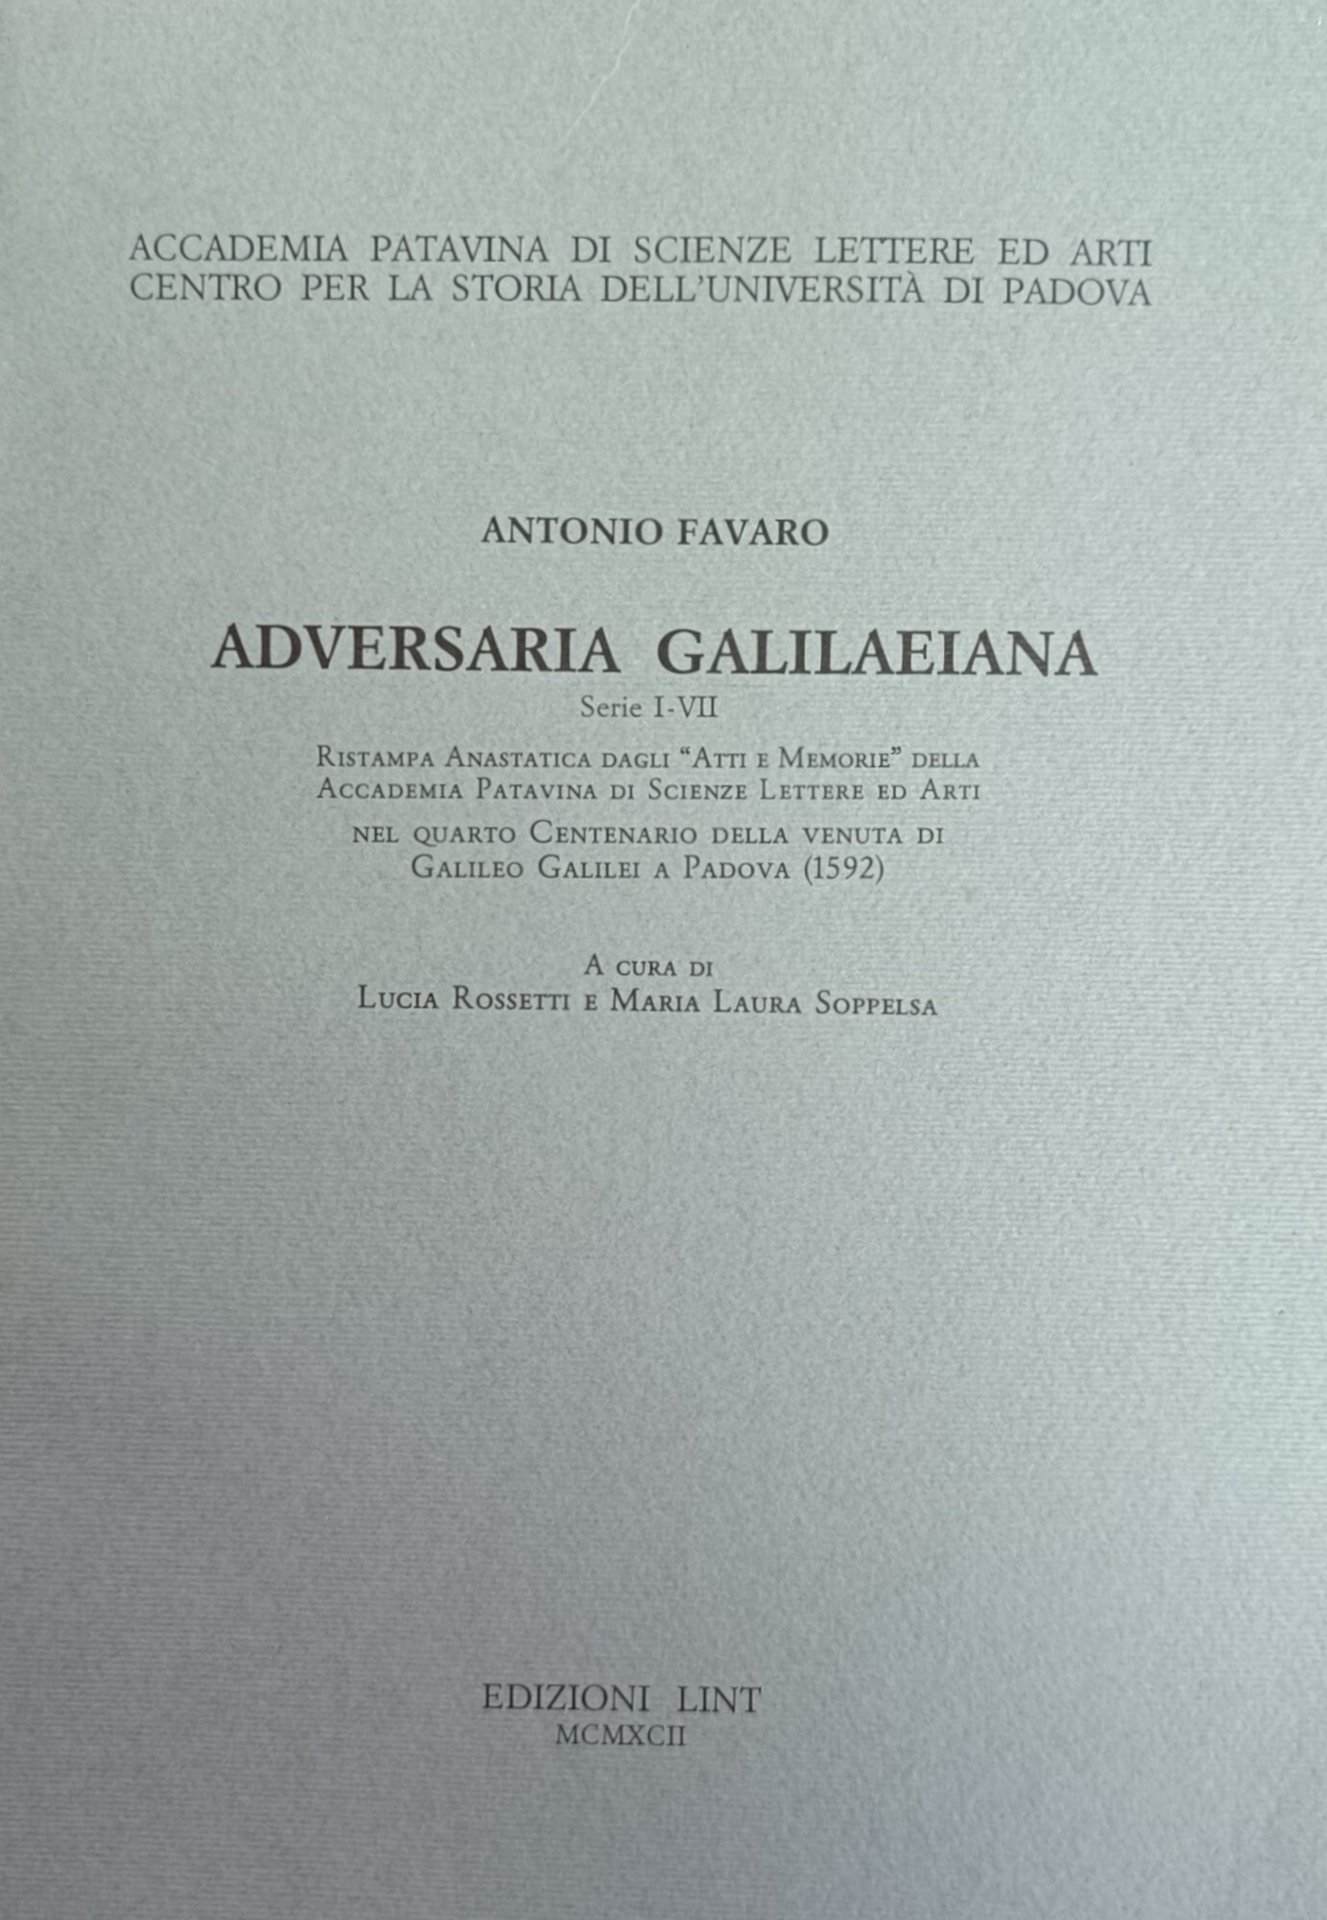 ACCADEMIA PATAVINA DI SCIENZE LETTERE ED ARTI
CENTRO PER LA STORIA DELL'UNIVERSITÀ DI PADOVA
ANTONIO FAVARO
ADVERSARIA GALILAEIANA
Serie I-VII
RISTAMPA ANASTATICA DAGLI “ATTI E MEMORIE” DELLA
ACCADEMIA PATAVINA DI SCIENZE LETTERE ED ARTI
NEL QUARTO CENTENARIO DELLA VENUTA DI
GALILEO GALILEI A PADOVA (1592)
A CURA DI
LUCIA ROSSETTI E MARIA LAURA SOPPELSA
EDIZIONI LINT
MCMXCII